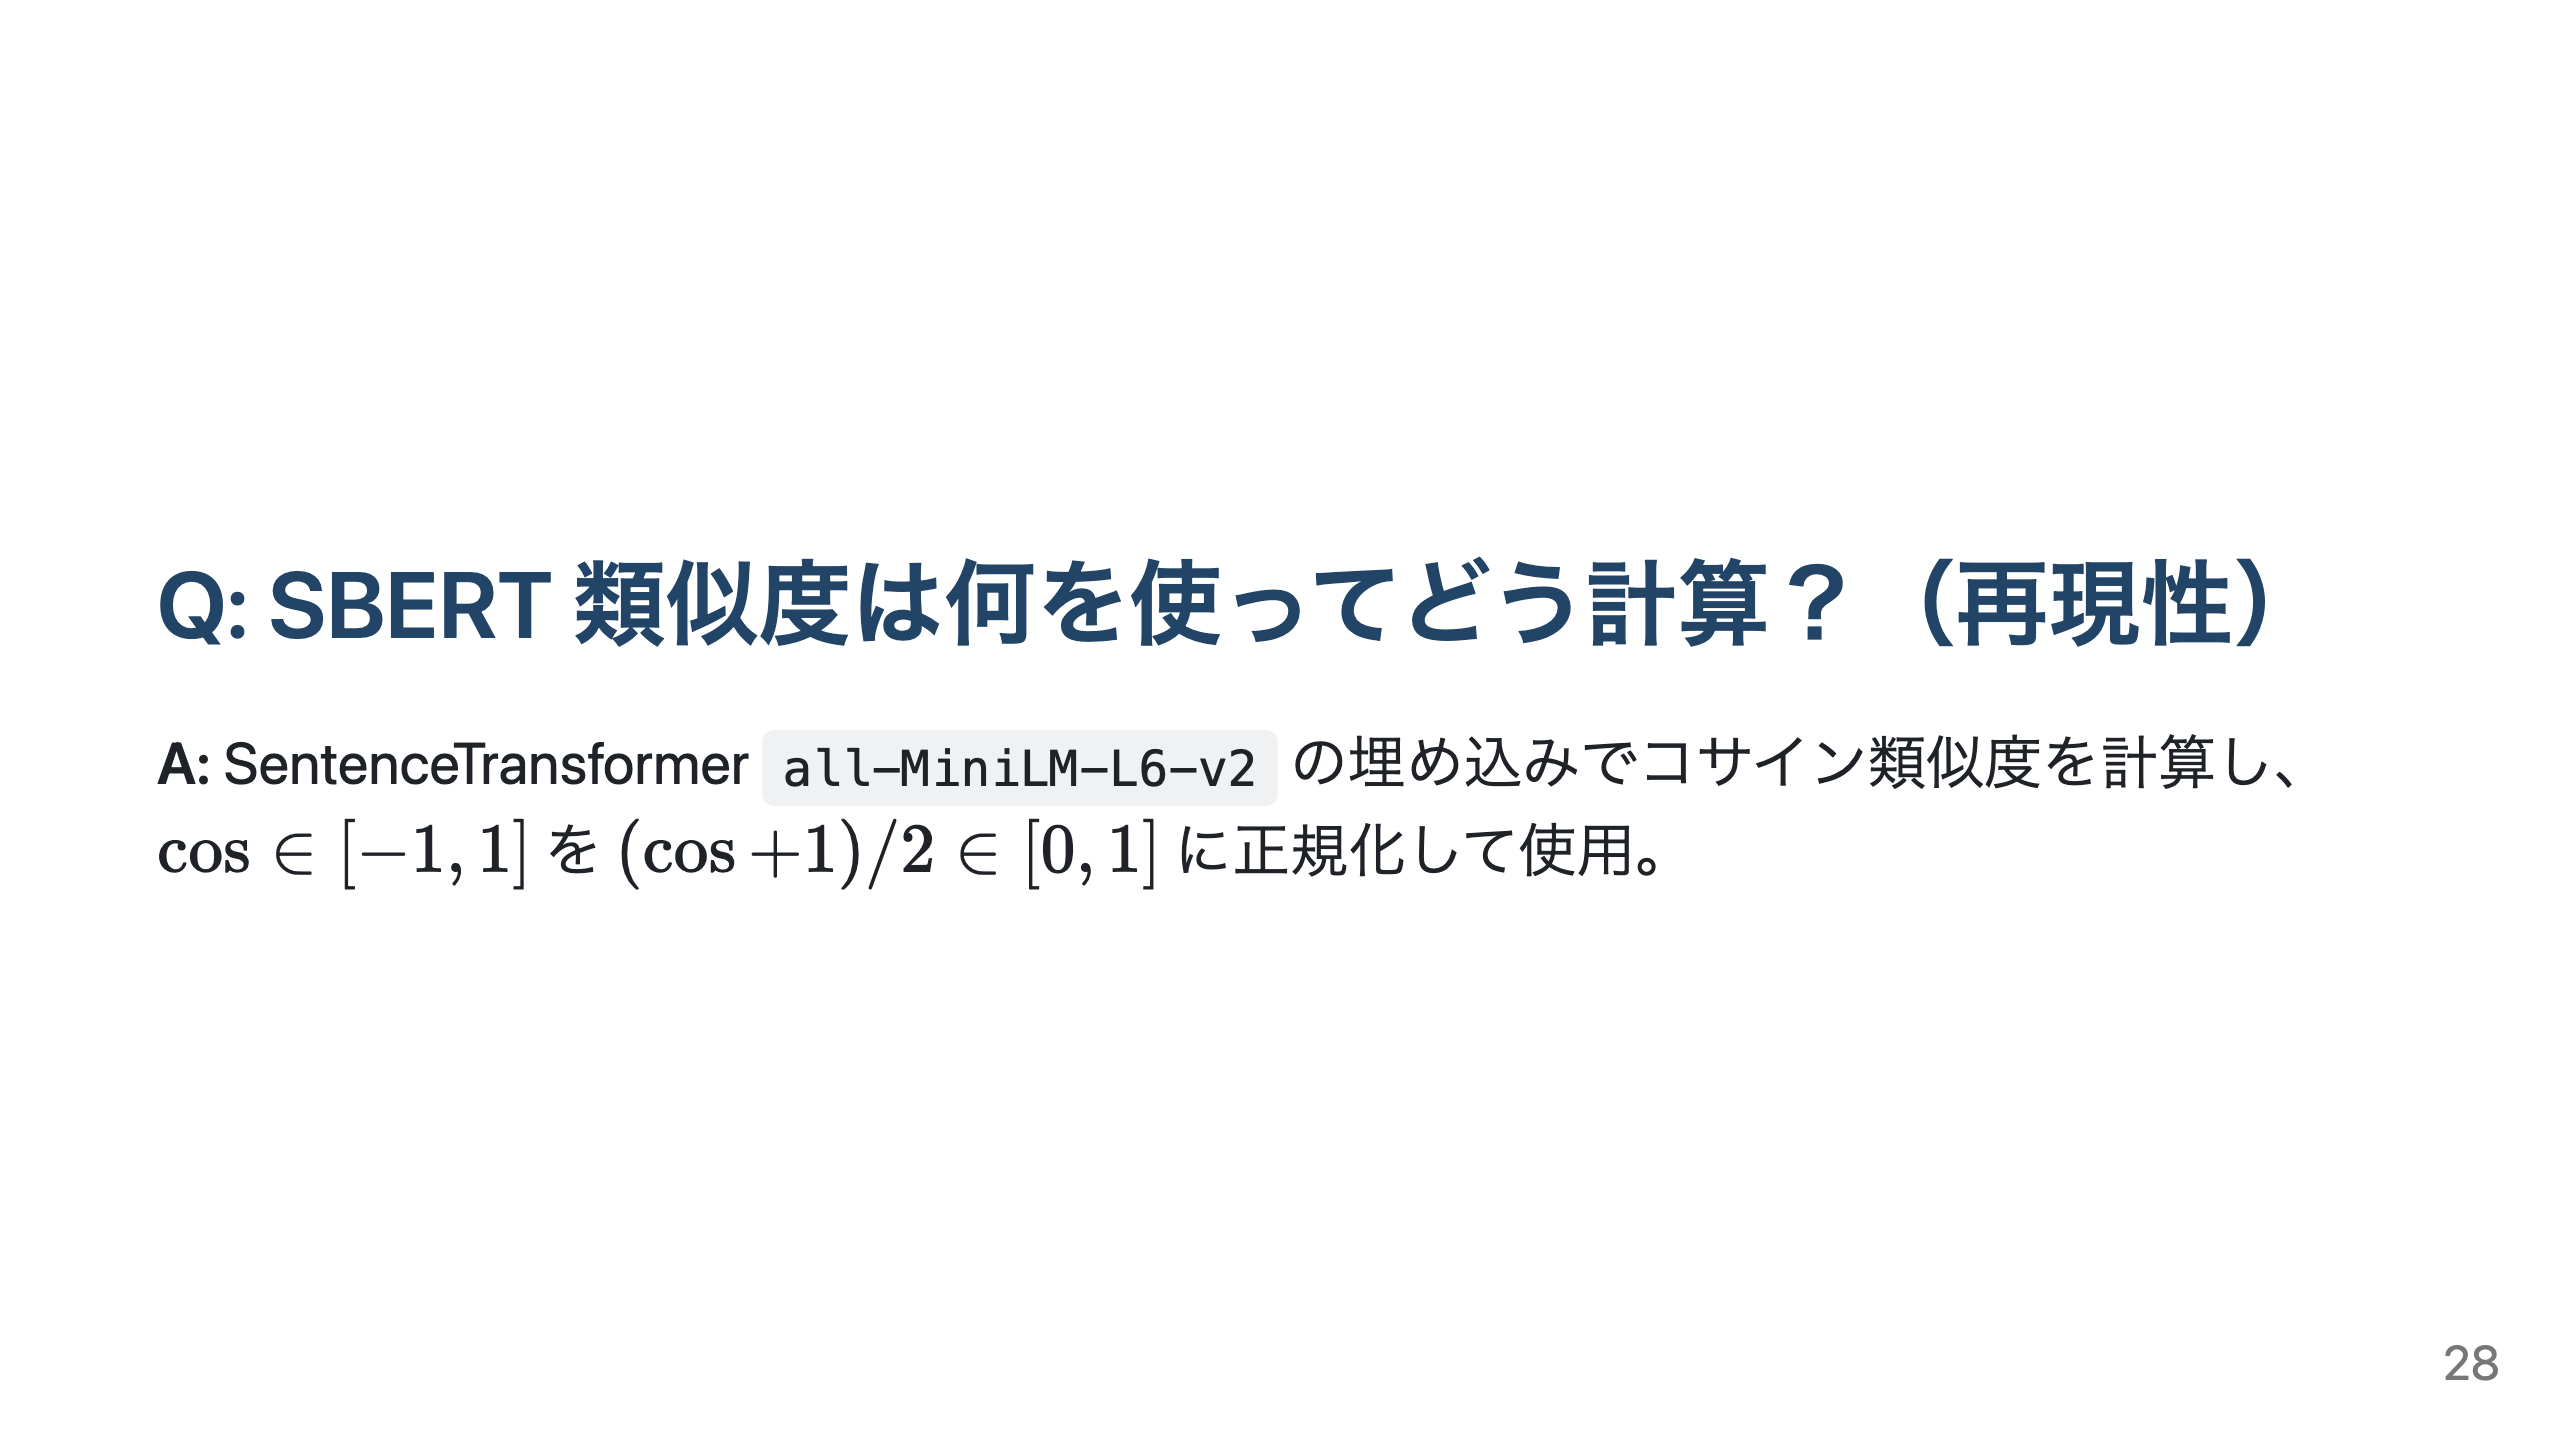 Q: SBERT 類似度は何を使ってどう計算？（再現性）
A: SentenceTransformer all-MiniLM-L6-v2 の埋め込みでコサイン類似度を計算し、
cos ∈ [−1, 1] を (cos +1)/2 ∈ [0, 1] に正規化して使用。
28